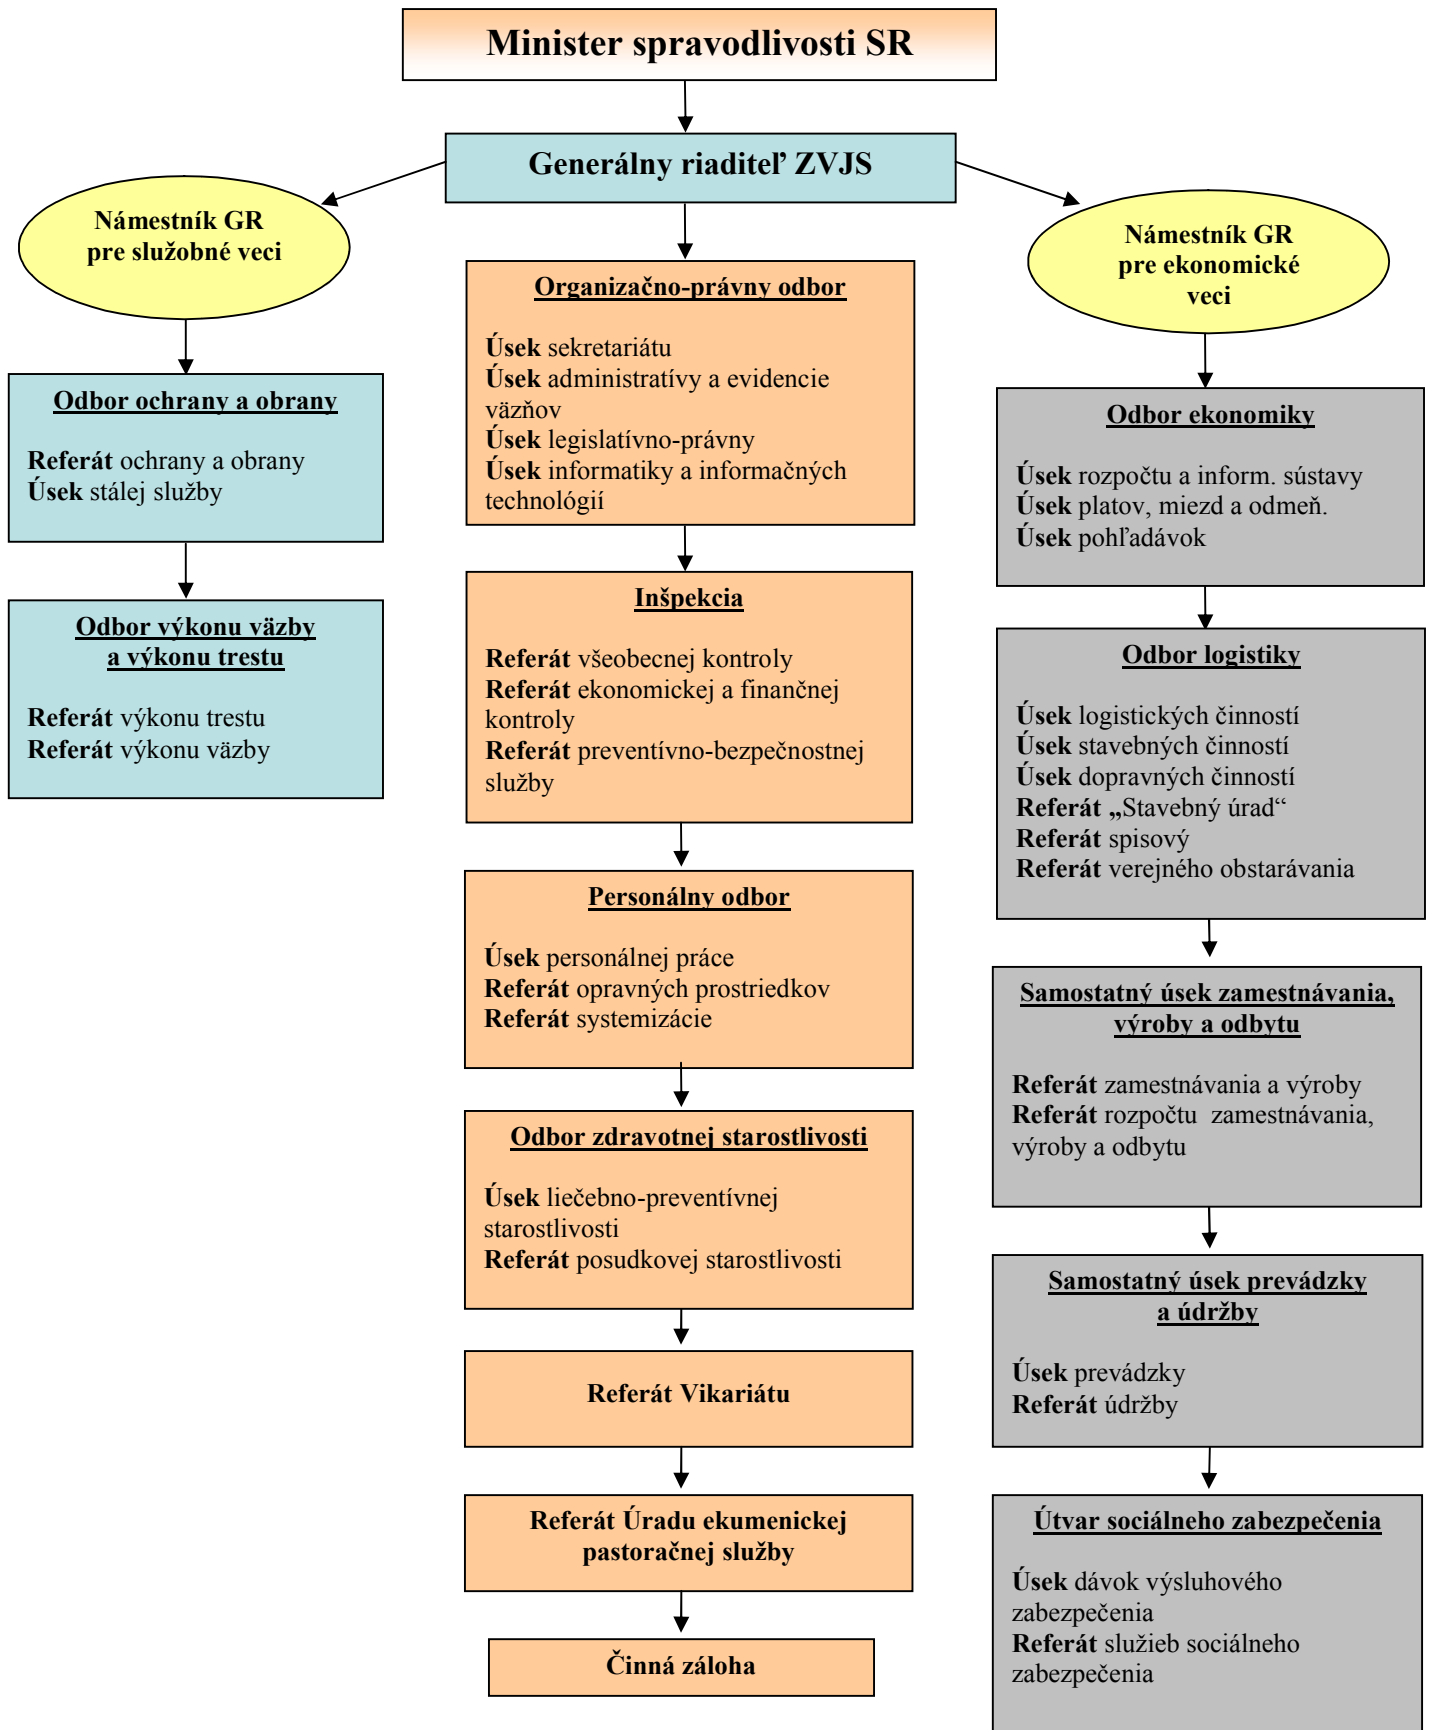 Minister spravodlivosti SR
Generálny riaditeľ ZVJS
Námestník GR
pre služobné veci
Odbor ochrany a obrany
Referát ochrany a obrany
Úsek stálej služby
Odbor výkonu väzby
a výkonu trestu
Referát výkonu trestu
Referát výkonu väzby
Organizačno-právny odbor
Úsek sekretariátu
Úsek administratívy a evidencie
väzňov
Úsek legislatívno-právny
Úsek informatiky a informačných
technológií
Inšpekcia
Referát všeobecnej kontroly
Referát ekonomickej a finančnej
kontroly
Referát preventívno-bezpečnostnej
služby
Personálny odbor
Úsek personálnej práce
Referát opravných prostriedkov
Referát systemizácie
Odbor zdravotnej starostlivosti
Úsek liečebno-preventívnej
starostlivosti
Referát posudkovej starostlivosti
Referát Vikariátu
Referát Úradu ekumenickej
pastoračnej služby
Činná záloha
Námestník GR
pre ekonomické
veci
Odbor ekonomiky
Úsek rozpočtu a inform. sústavy
Úsek platov, miezd a odmeň.
Úsek pohľadávok
Odbor logistiky
Úsek logistických činností
Úsek stavebných činností
Úsek dopravných činností
Referát „Stavebný úrad“
Referát spisový
Referát verejného obstarávania
Samostatný úsek zamestnávania,
výroby a odbytu
Referát zamestnávania a výroby
Referát rozpočtu zamestnávania,
výroby a odbytu
Samostatný úsek prevádzky
a údržby
Úsek prevádzky
Referát údržby
Útvar sociálneho zabezpečenia
Úsek dávok výsluhového
zabezpečenia
Referát služieb sociálneho
zabezpečenia